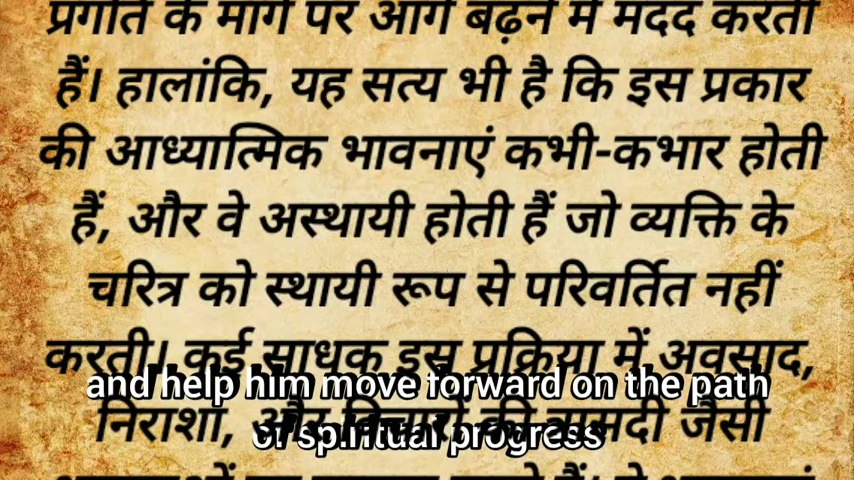 प्रगति के मार्ग पर आगे बढ़ने में मदद करती
हैं। हालांकि, यह सत्य भी है कि इस प्रकार
की आध्यात्मिक भावनाएं कभी-कभार होती
हैं, और वे अस्थायी होती हैं जो व्यक्ति के
चरित्र को स्थायी रूप से परिवर्तित नहीं
करती। कई साधक इस प्रक्रिया में अवसाद,
and help him move forward on the path
निराशा, और विचारों की त्रासदी जैसी
of spiritual progress